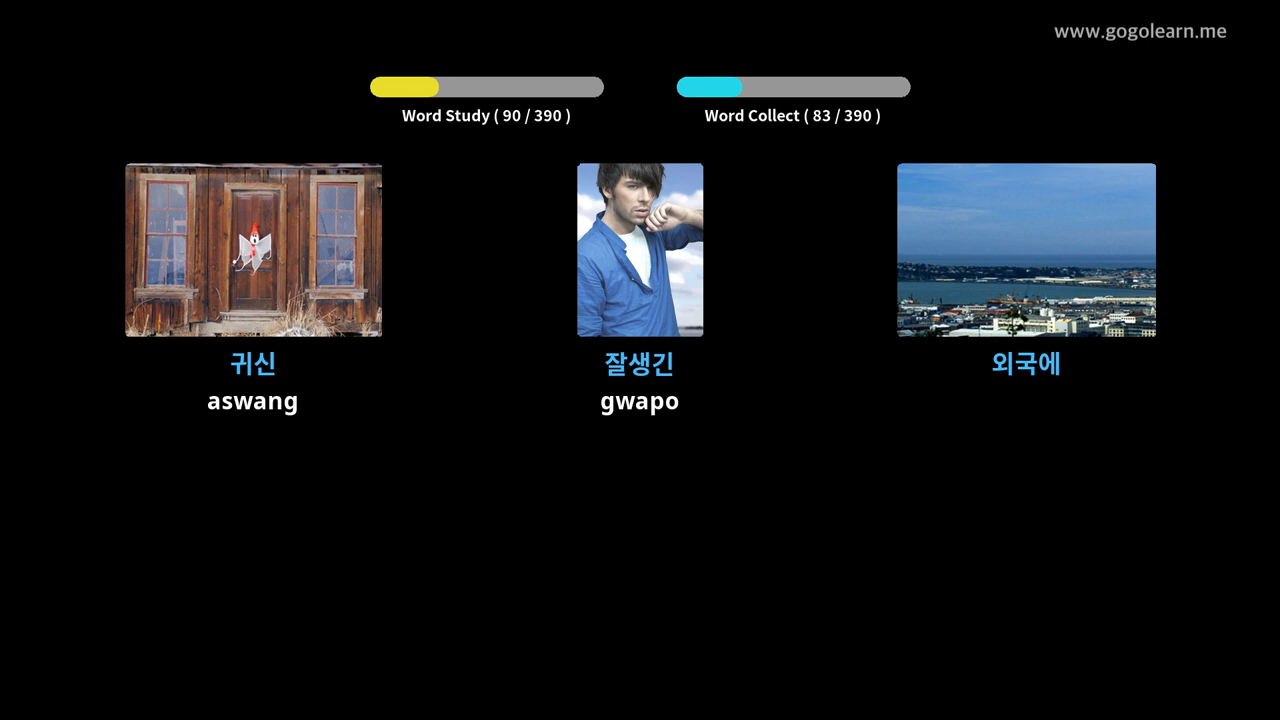 www.gogolearn.me
Word Study ( 90 / 390 )
Word Collect ( 83 / 390 )
귀신
aswang
잘생긴
gwapo
외국에